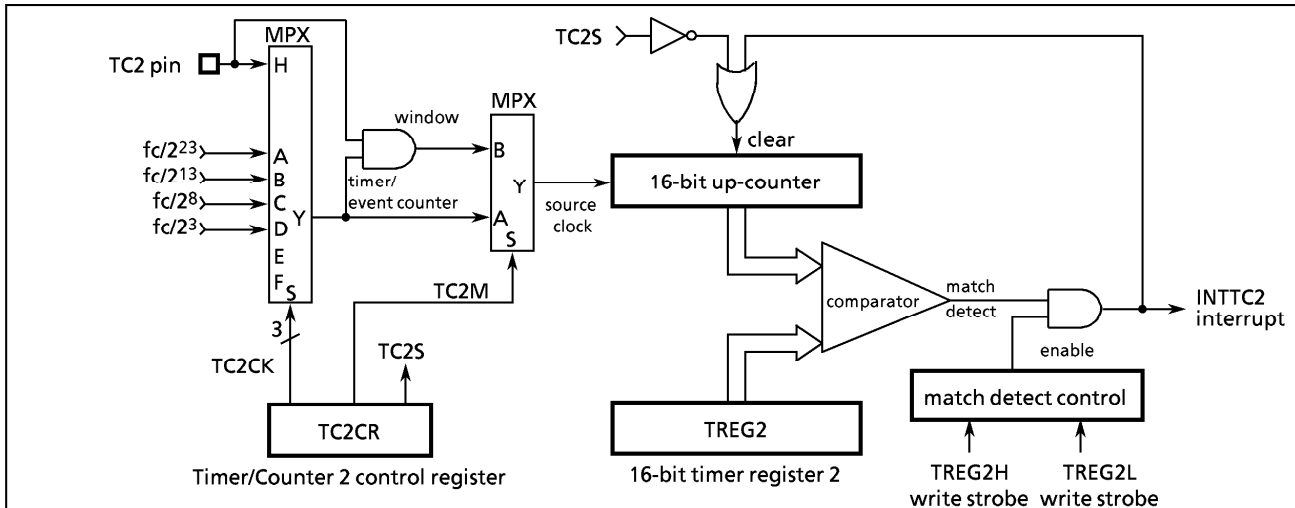 MPX
TC2S
TC2 pin
H
window
MPX
clear
fc/2²³
A
B
16-bit up-counter
fc/2¹³
B
timer/
event counter
Y
fc/2⁸
C
Y
source
clock
fc/2³
D
A
S
E
F
S
TC2M
comparator
match
detect
INTTC2
interrupt
3
TC2CK
TC2S
enable
match detect control
TC2CR
TREG2
Timer/Counter 2 control register
16-bit timer register 2
TREG2H
write strobe
TREG2L
write strobe